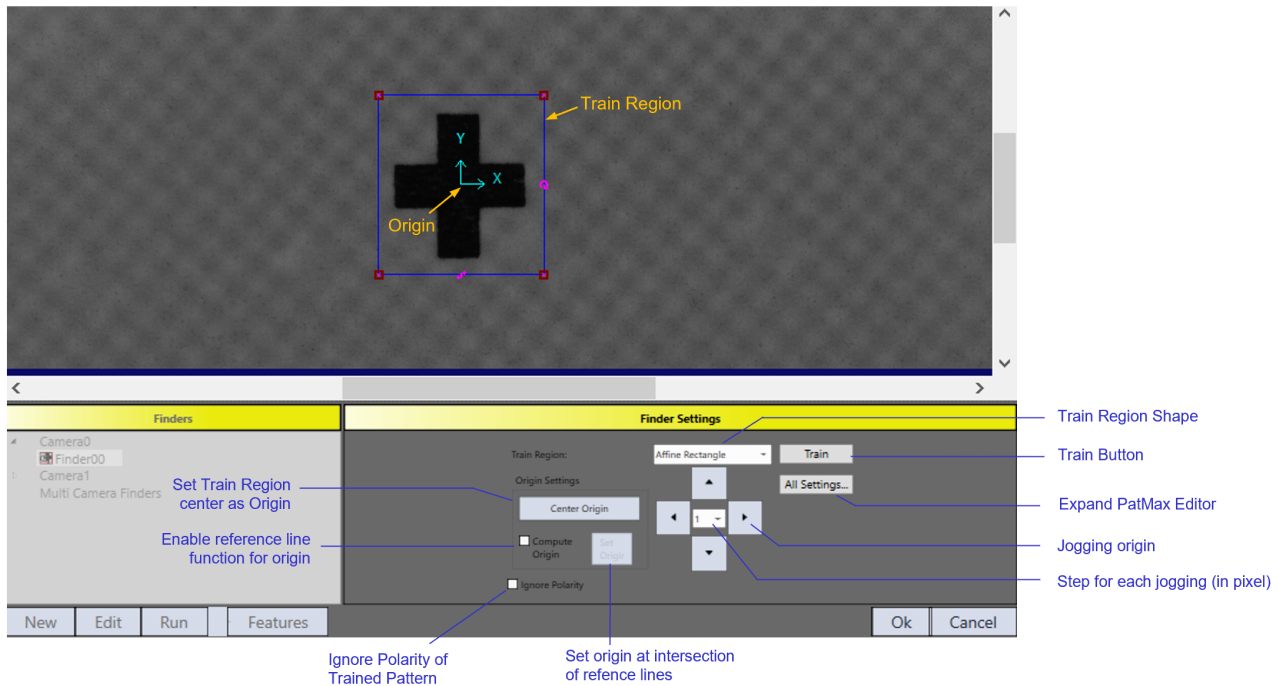 Train Region
Y
X
Origin
Finders
Finder Settings
Camera0
Finder00
Camera1
Multi Camera Finders
Train Region:
Affine Rectangle
Train
Origin Settings
All Settings...
Center Origin
1
Compute
Origin
Set
Origin
Ignore Polarity
New
Edit
Run
Features
Ok
Cancel
Set Train Region
center as Origin
Enable reference line
function for origin
Ignore Polarity of
Trained Pattern
Set origin at intersection
of refence lines
Train Region Shape
Train Button
Expand PatMax Editor
Jogging origin
Step for each jogging (in pixel)